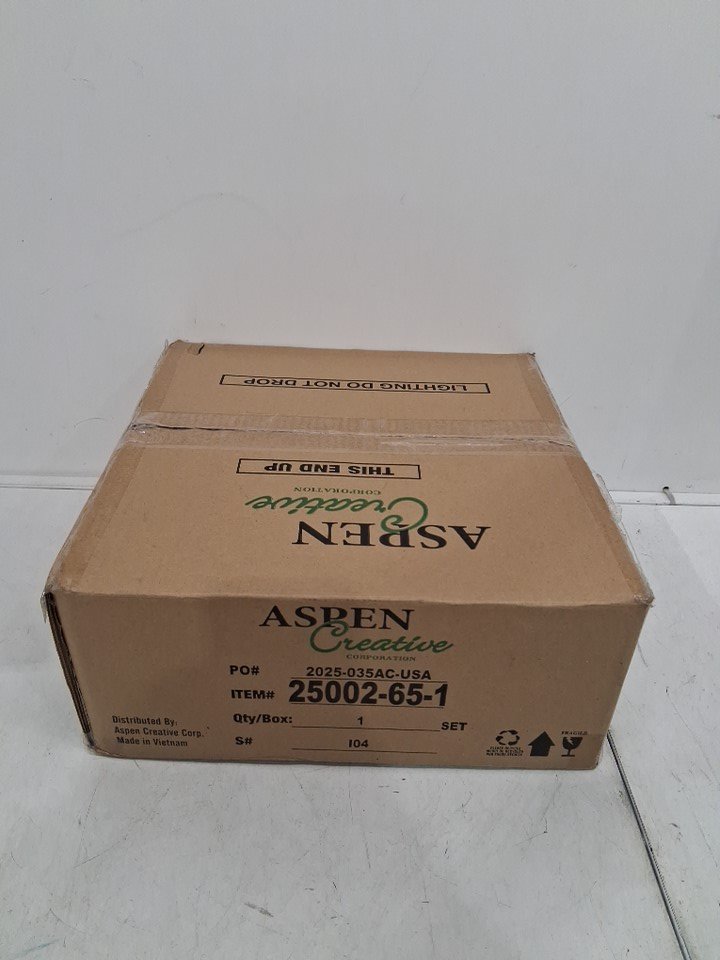 LIGHTING DO NOT DROP
THIS END UP
ASPEN
Creative
CORPORATION
ASPEN
Creative
CORPORATION
PO# 2025-035AC-USA
ITEM# 25002-65-1
Qty/Box: 1 SET
S# I04
Distributed By:
Aspen Creative Corp.
Made in Vietnam
FRAGILE